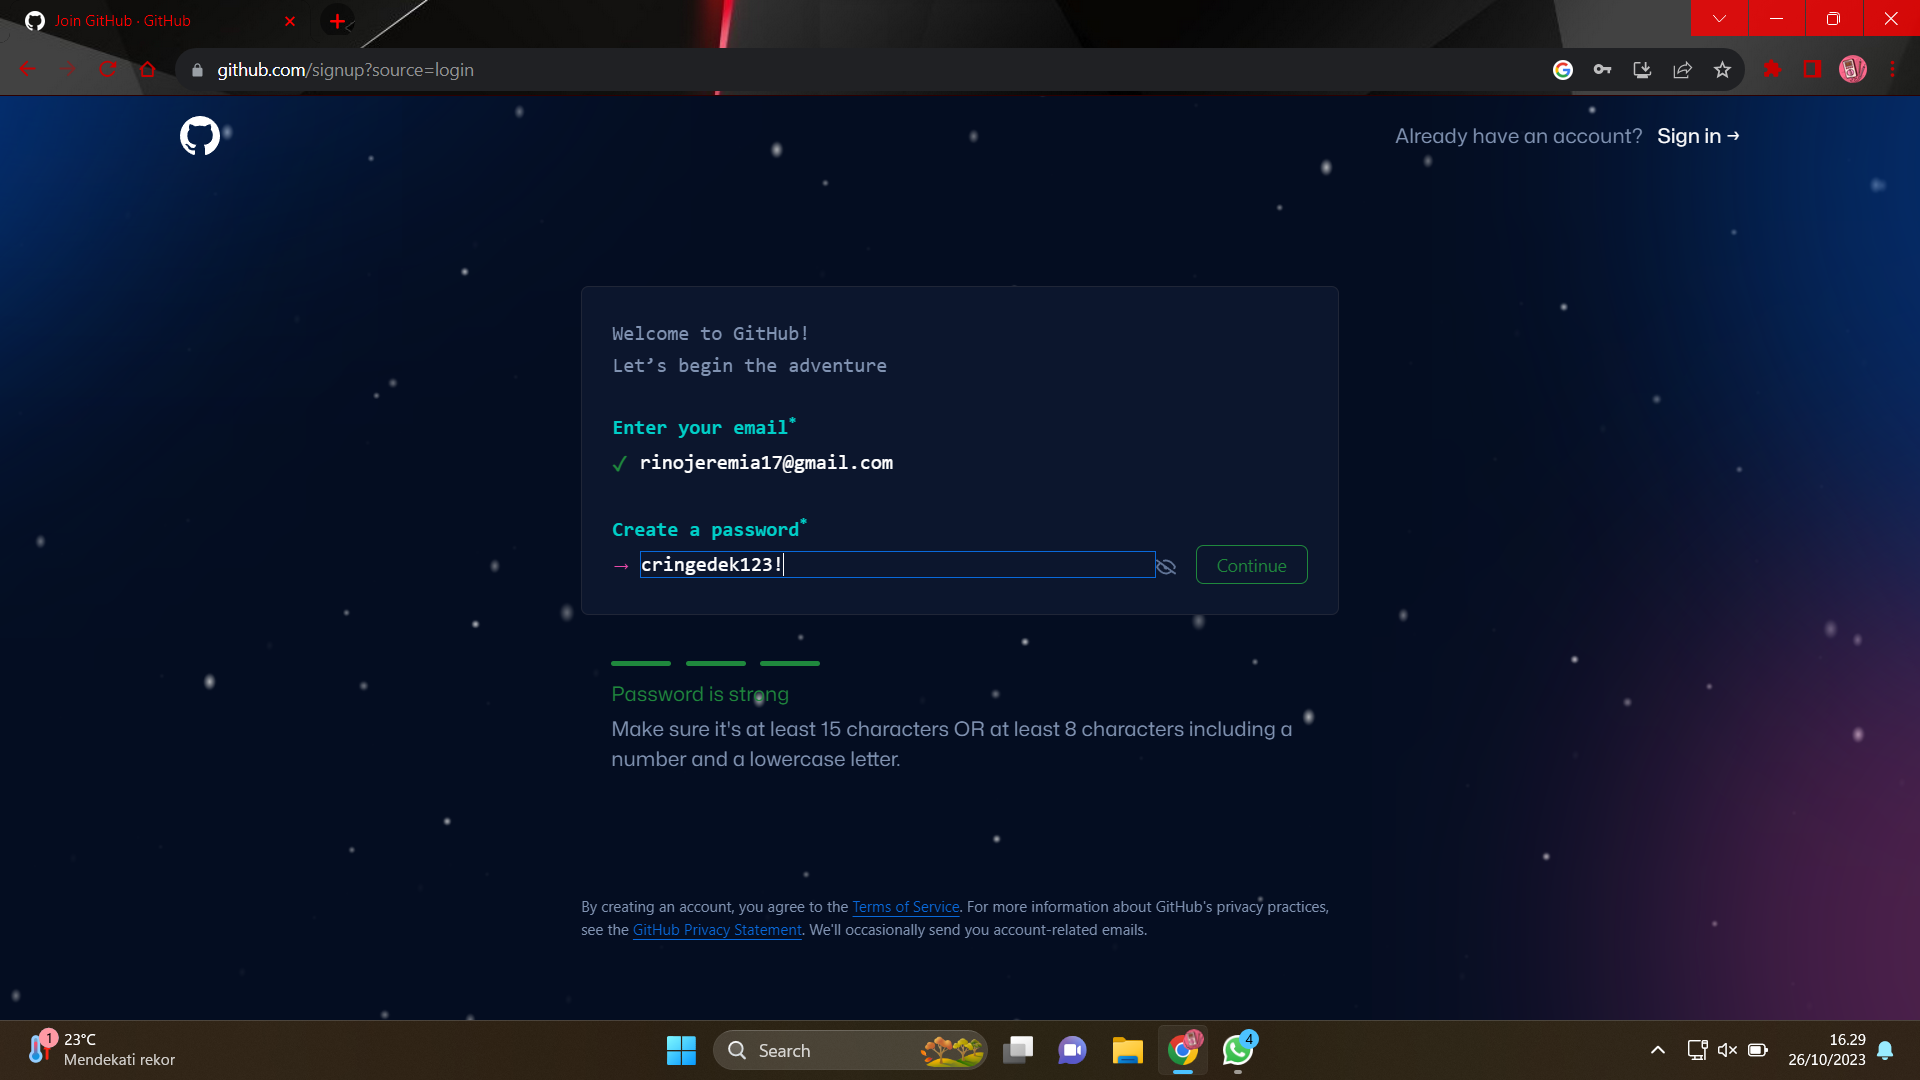 Join GitHub · GitHub
github.com/signup?source=login
Already have an account? Sign in →
Welcome to GitHub!
Let’s begin the adventure
Enter your email*
✓ rinojeremia17@gmail.com
Create a password*
→ cringedek123!
Continue
Password is strong
Make sure it's at least 15 characters OR at least 8 characters including a
number and a lowercase letter.
By creating an account, you agree to the Terms of Service. For more information about GitHub's privacy practices,
see the GitHub Privacy Statement. We'll occasionally send you account-related emails.
1
23°C
Mendekati rekor
Search
4
16.29
26/10/2023